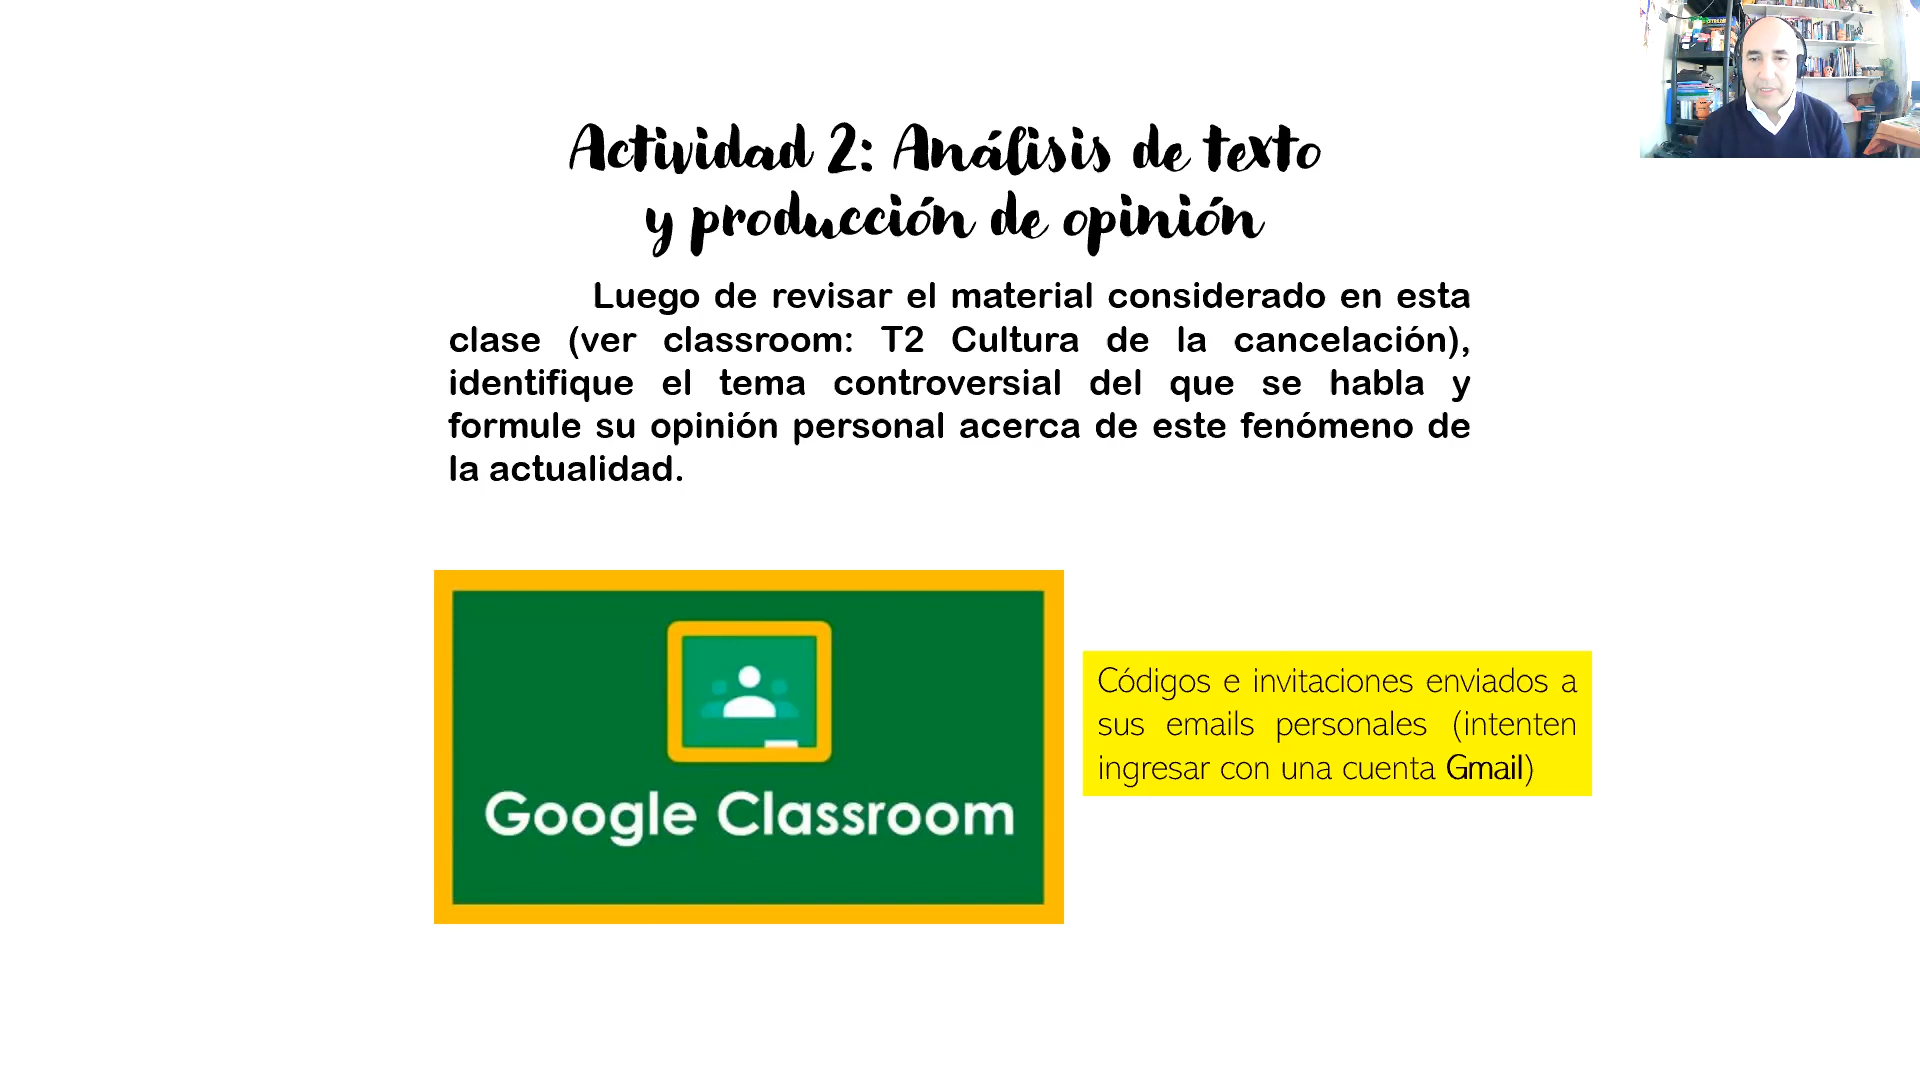 Actividad 2: Análisis de texto
y producción de opinión
Luego de revisar el material considerado en esta
clase (ver classroom: T2 Cultura de la cancelación),
identifique el tema controversial del que se habla y
formule su opinión personal acerca de este fenómeno de
la actualidad.
Google Classroom
Códigos e invitaciones enviados a
sus emails personales (intenten
ingresar con una cuenta Gmail)